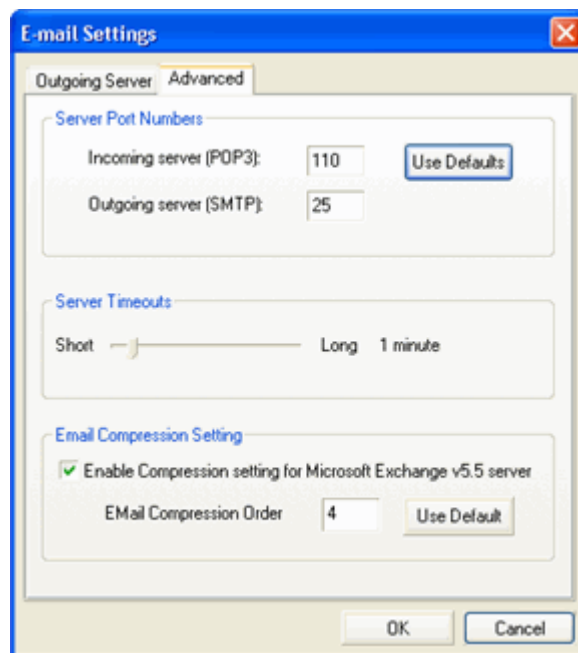 E-mail Settings
Outgoing Server Advanced
Server Port Numbers
Incoming server (POP3): 110 Use Defaults
Outgoing server (SMTP): 25
Server Timeouts
Short Long 1 minute
Email Compression Setting
Enable Compression setting for Microsoft Exchange v5.5 server
EMail Compression Order 4 Use Default
OK Cancel